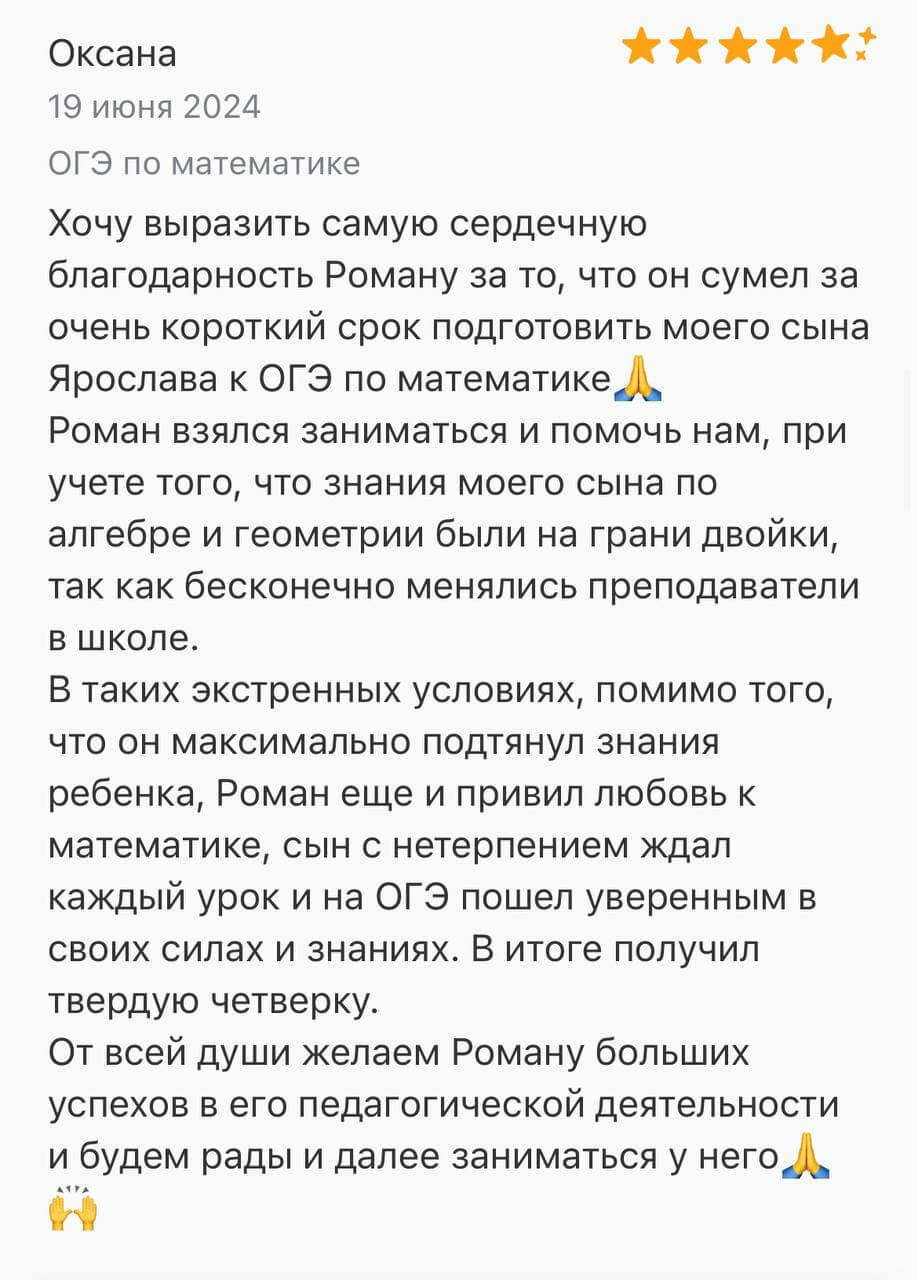 Оксана
19 июня 2024
ОГЭ по математике
Хочу выразить самую сердечную
благодарность Роману за то, что он сумел за
очень короткий срок подготовить моего сына
Ярослава к ОГЭ по математике🙏
Роман взялся заниматься и помочь нам, при
учете того, что знания моего сына по
алгебре и геометрии были на грани двойки,
так как бесконечно менялись преподаватели
в школе.
В таких экстренных условиях, помимо того,
что он максимально подтянул знания
ребенка, Роман еще и привил любовь к
математике, сын с нетерпением ждал
каждый урок и на ОГЭ пошел уверенным в
своих силах и знаниях. В итоге получил
твердую четверку.
От всей души желаем Роману больших
успехов в его педагогической деятельности
и будем рады и далее заниматься у него🙏
🙌